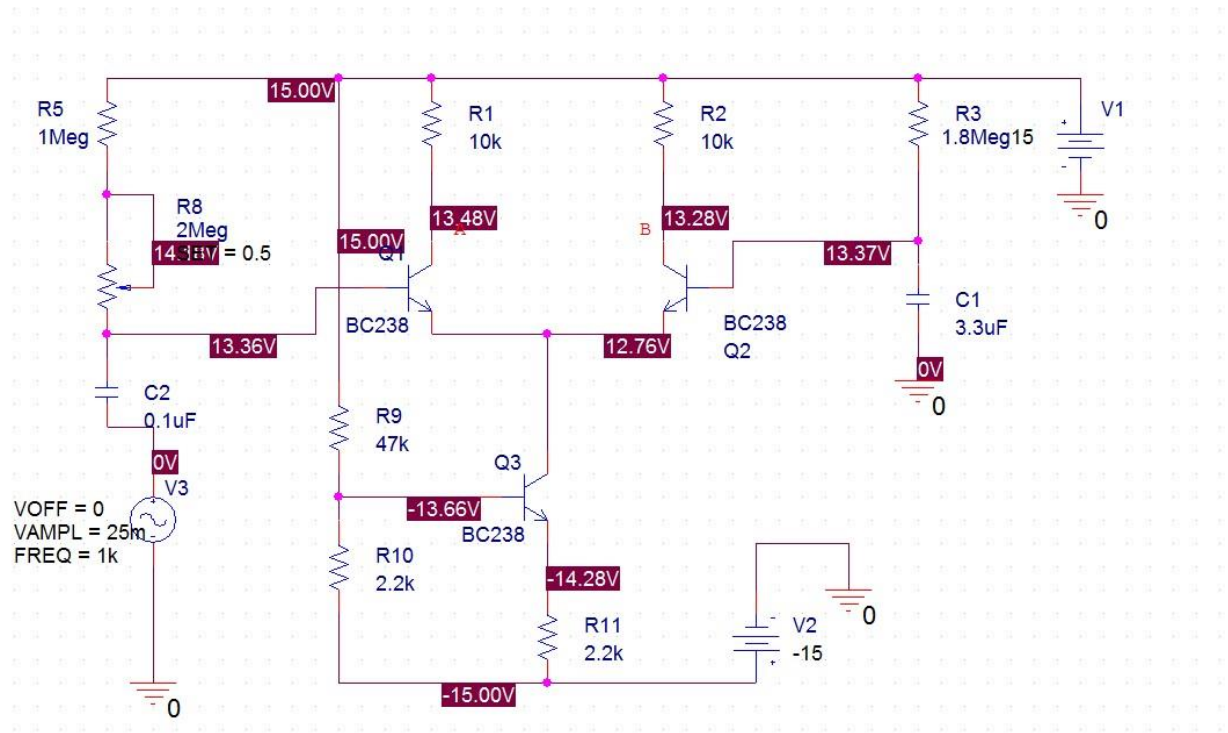 15.00V
R5
1Meg
R1
10k
R2
10k
R3
1.8Meg15
V1
0
R8
2Meg
SET = 0.5
15.00V
13.48V
A
13.28V
B
13.37V
Q1
BC238
BC238
Q2
C1
3.3uF
13.36V
12.76V
0V
0
C2
0.1uF
R9
47k
0V
V3
Q3
VOFF = 0
VAMPL = 25m
FREQ = 1k
-13.66V
BC238
R10
2.2k
-14.28V
R11
2.2k
V2
-15
0
-15.00V
0